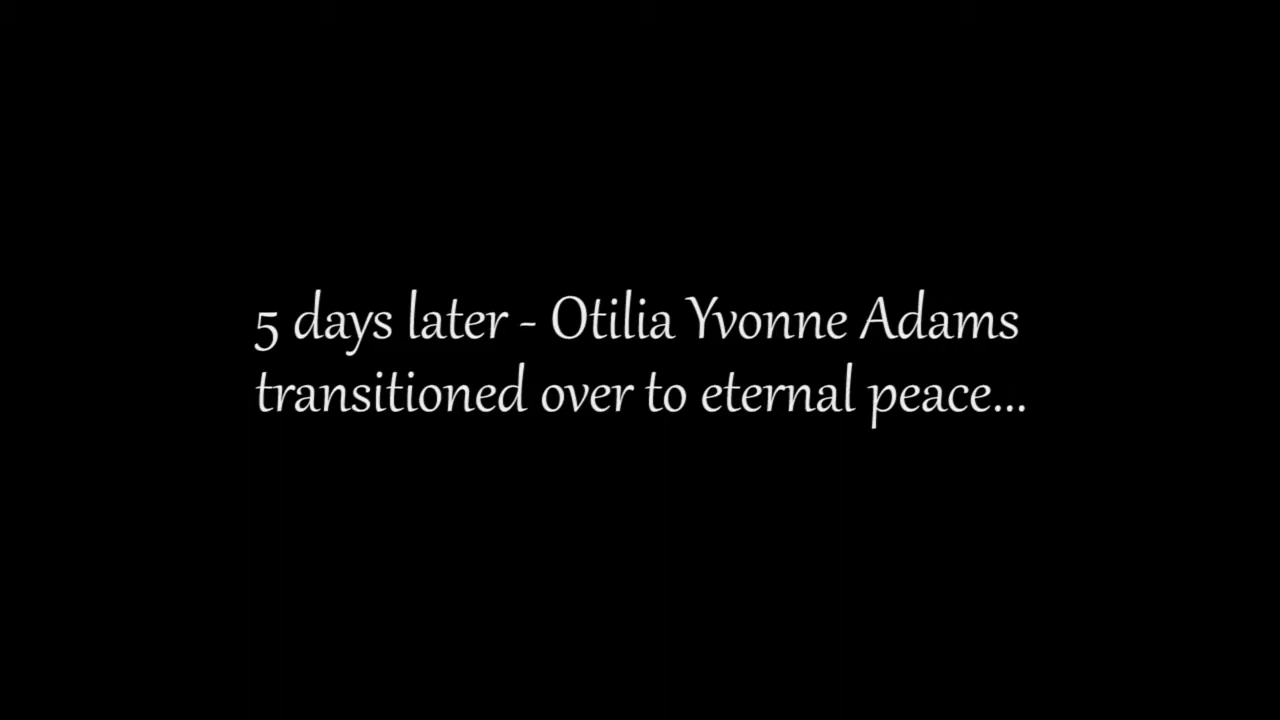 5 days later - Otilia Yvonne Adams
transitioned over to eternal peace...